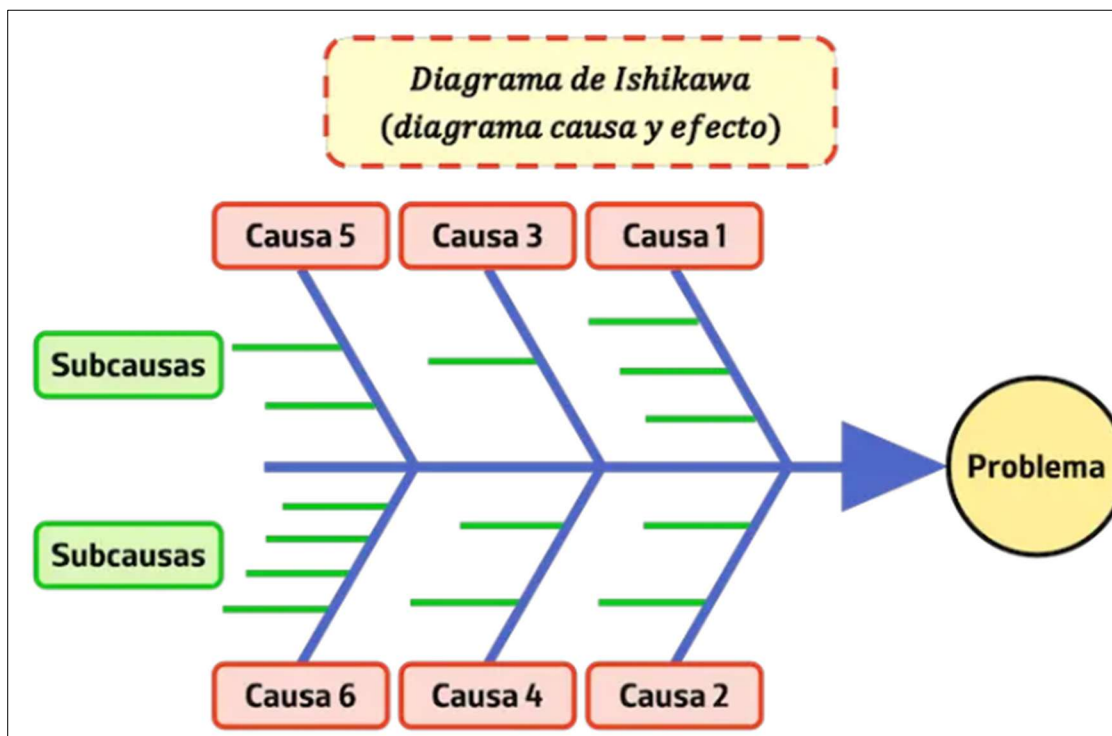 Diagrama de Ishikawa
(diagrama causa y efecto)
Causa 5
Causa 3
Causa 1
Subcausas
Problema
Subcausas
Causa 6
Causa 4
Causa 2